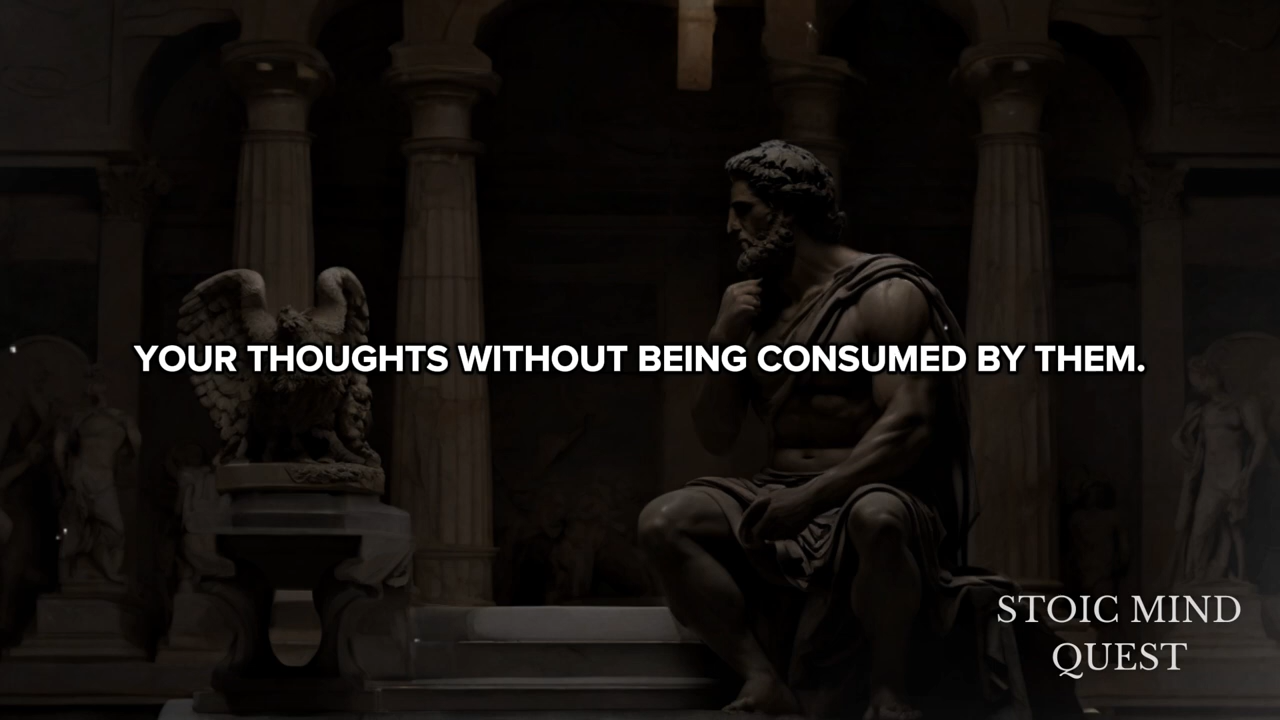 YOUR THOUGHTS WITHOUT BEING CONSUMED BY THEM.
STOIC MIND
QUEST